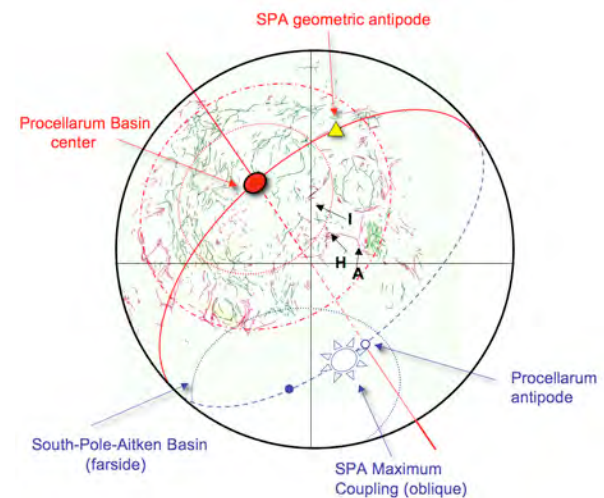 SPA geometric antipode
Procellarum Basin
center
I
H
A
Procellarum
antipode
South-Pole-Aitken Basin
(farside)
SPA Maximum
Coupling (oblique)